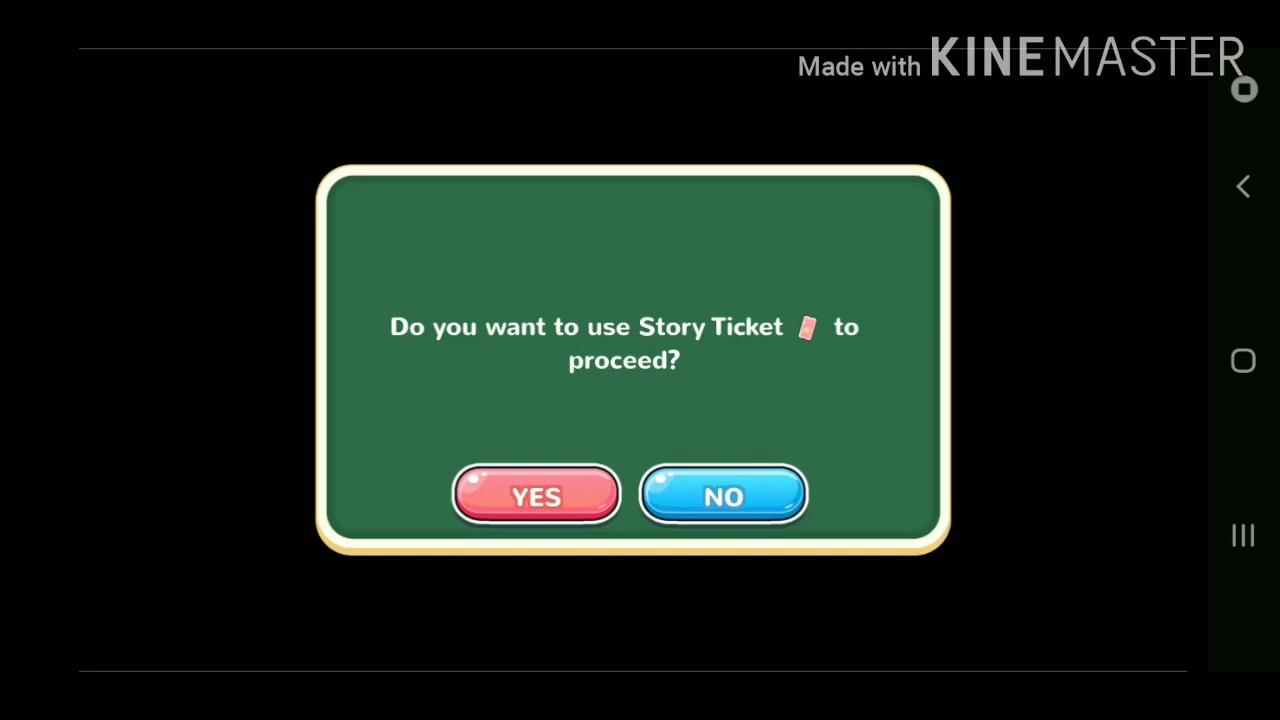 Made with KINEMASTER
Do you want to use Story Ticket to
proceed?
YES
NO